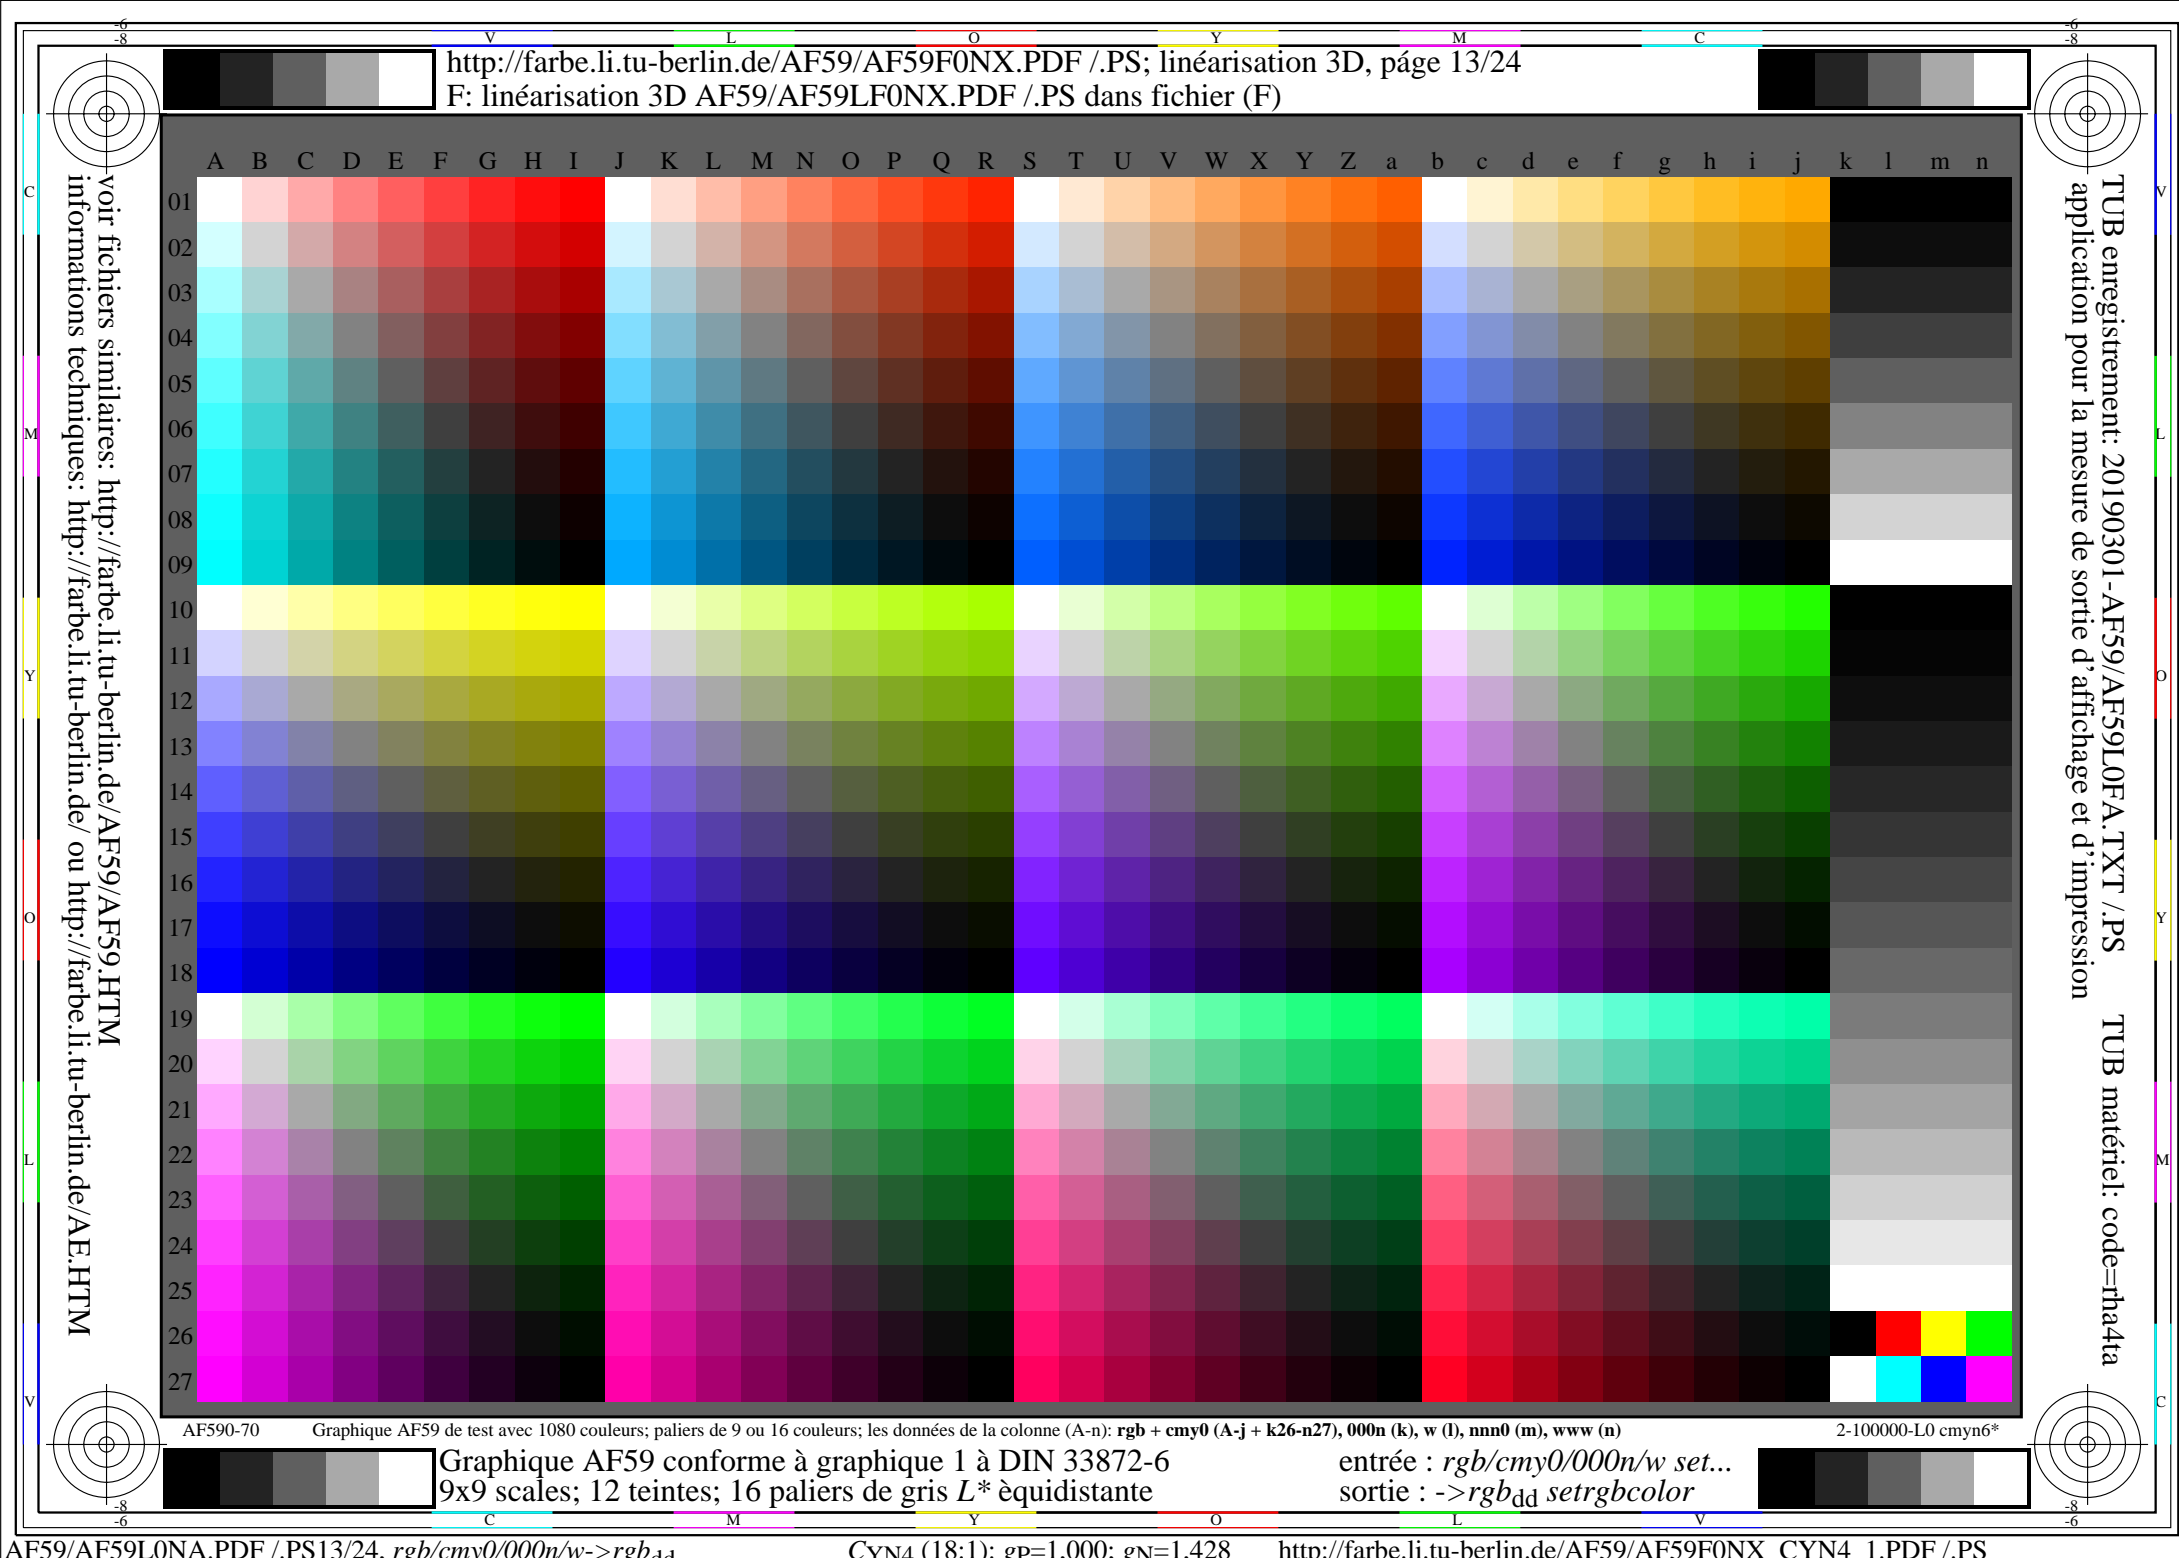 -6
-8
V L O Y M C
-6
-8
http://farbe.li.tu-berlin.de/AF59/AF59F0NX.PDF /.PS; linéarisation 3D, páge 13/24
F: linéarisation 3D AF59/AF59LF0NX.PDF /.PS dans fichier (F)
A B C D E F G H I J K L M N O P Q R S T U V W X Y Z a b c d e f g h i j k l m n
01
02
03
04
05
06
07
08
09
10
11
12
13
14
15
16
17
18
19
20
21
22
23
24
25
26
27
C
M
Y
O
L
V
voir fichiers similaires: http://farbe.li.tu-berlin.de/AF59/AF59.HTM
informations techniques: http://farbe.li.tu-berlin.de/ ou http://farbe.li.tu-berlin.de/AE.HTM
TUB enregistrement: 20190301-AF59/AF59L0FA.TXT /.PS TUB matériel: code=rha4ta
application pour la mesure de sortie d'affichage et d'impression
V
L
O
Y
M
C
AF590-70 Graphique AF59 de test avec 1080 couleurs; paliers de 9 ou 16 couleurs; les données de la colonne (A-n): rgb + cmy0 (A-j + k26-n27), 000n (k), w (l), nnn0 (m), www (n) 2-100000-L0 cmyn6*
Graphique AF59 conforme à graphique 1 à DIN 33872-6 entrée : rgb/cmy0/000n/w set...
9x9 scales; 12 teintes; 16 paliers de gris L* èquidistante sortie : ->rgbdd setrgbcolor
-8
-6
C M Y O L V
-8
-6
AF59/AF59L0NA.PDF /.PS13/24, rgb/cmy0/000n/w->rgbdd CYN4 (18:1): gP=1.000; gN=1.428 http://farbe.li.tu-berlin.de/AF59/AF59F0NX_CYN4_1.PDF /.PS